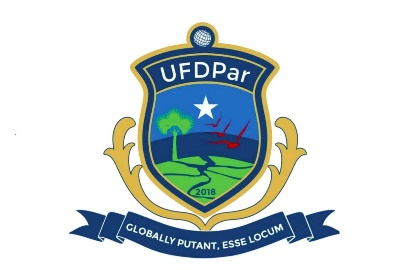 UFDPar
2018
GLOBALLY PUTANT, ESSE LOCUM